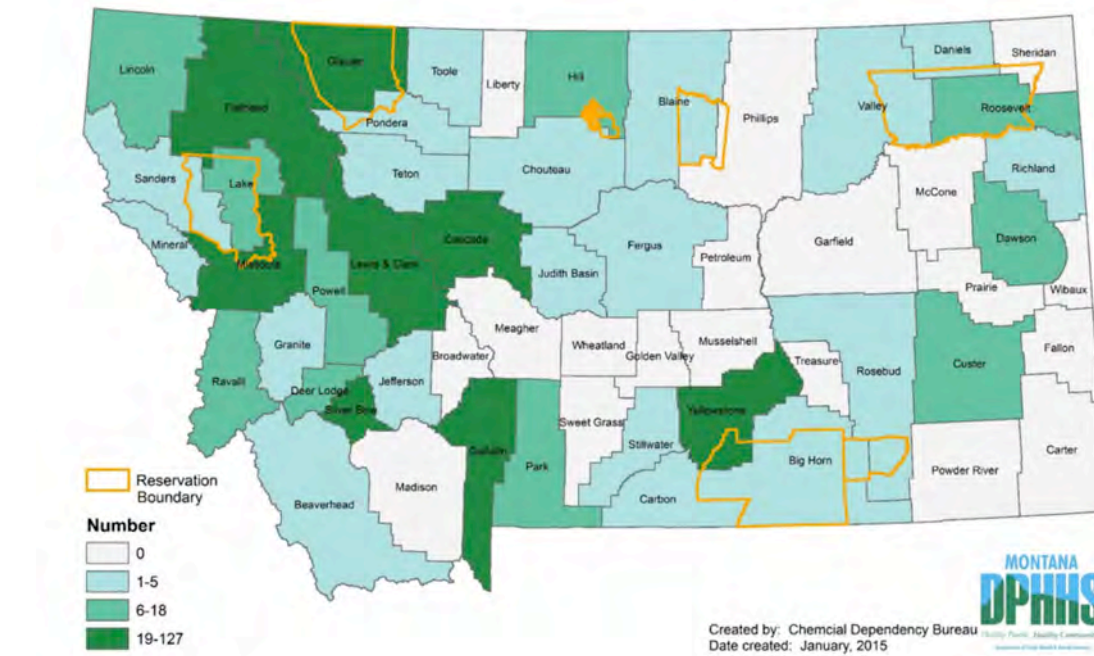 Lincoln
Flathead
Glacier
Toole
Liberty
Hill
Blaine
Phillips
Valley
Daniels
Sheridan
Roosevelt
Pondera
Teton
Chouteau
Richland
McCone
Sanders
Lake
Mineral
Missoula
Powell
Lewis & Clark
Cascade
Judith Basin
Fergus
Petroleum
Garfield
Dawson
Prairie
Wibaux
Granite
Ravalli
Deer Lodge
Silver Bow
Jefferson
Broadwater
Meagher
Wheatland
Golden Valley
Musselshell
Treasure
Rosebud
Custer
Fallon
Beaverhead
Madison
Gallatin
Park
Sweet Grass
Stillwater
Yellowstone
Carbon
Big Horn
Powder River
Carter
Reservation
Boundary
Number
0
1-5
6-18
19-127
Created by: Chemcial Dependency Bureau
Date created: January, 2015
MONTANA
DPHHS